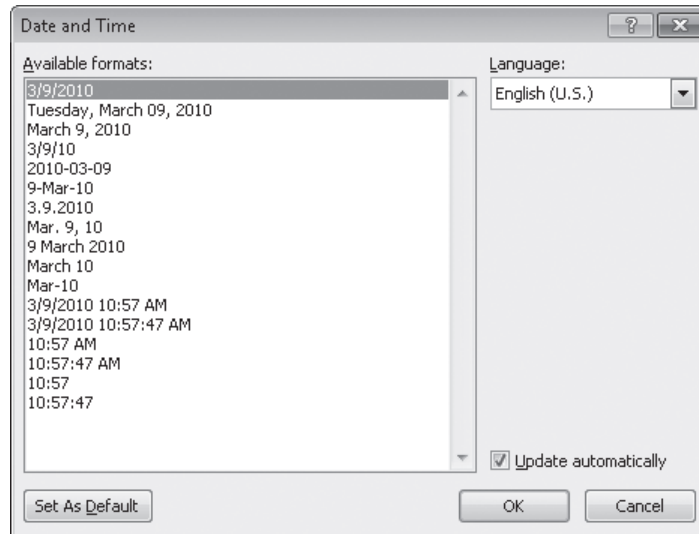 Date and Time
?
Available formats:
Language:
3/9/2010
English (U.S.)
Tuesday, March 09, 2010
March 9, 2010
3/9/10
2010-03-09
9-Mar-10
3.9.2010
Mar. 9, 10
9 March 2010
March 10
Mar-10
3/9/2010 10:57 AM
3/9/2010 10:57:47 AM
10:57 AM
10:57:47 AM
10:57
10:57:47
Update automatically
Set As Default
OK
Cancel